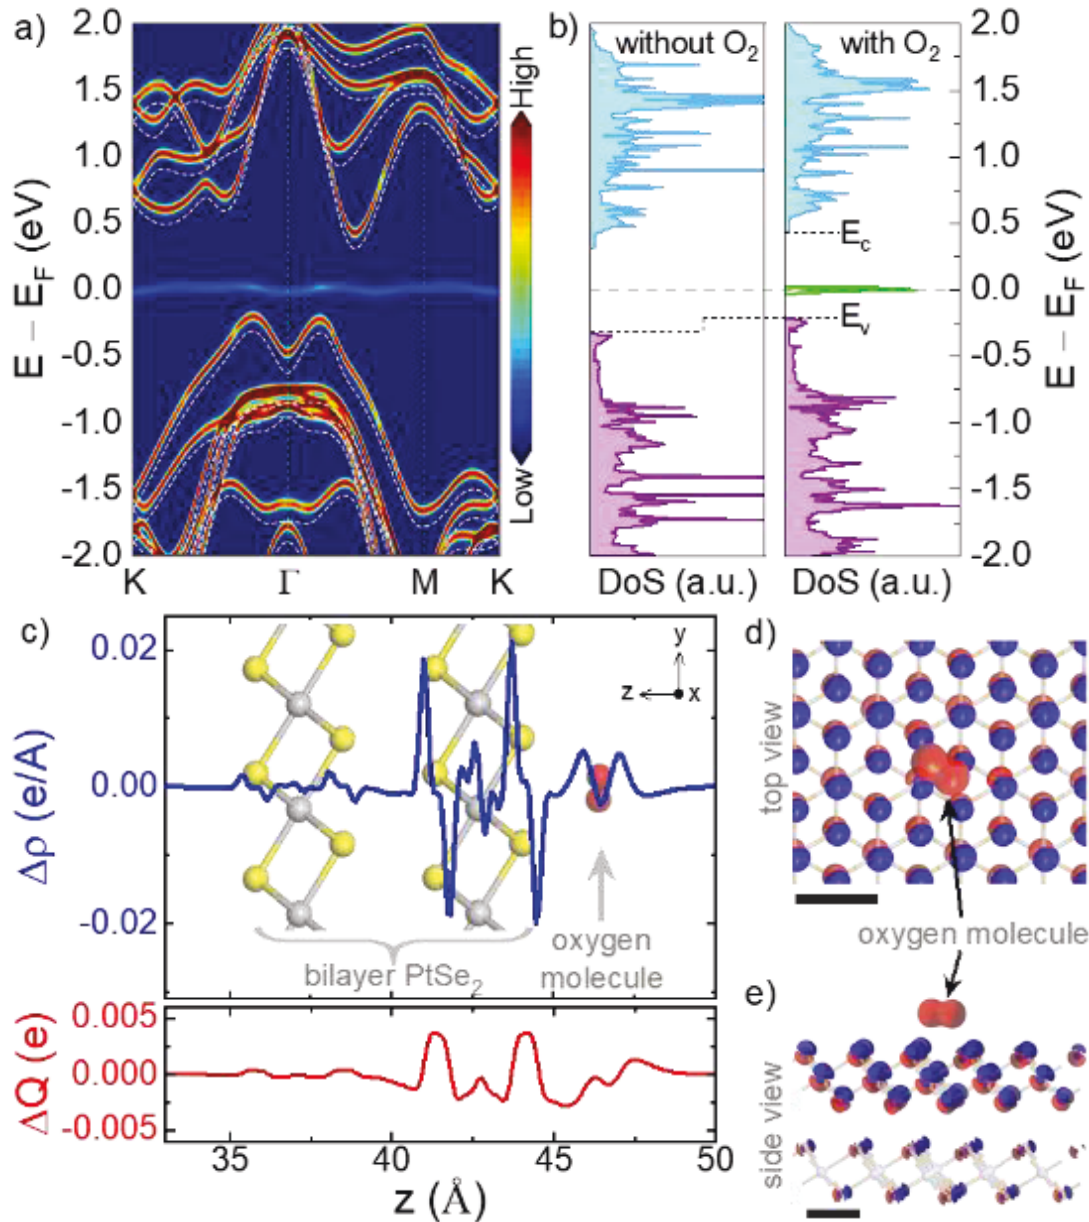 a)
2.0
1.5
1.0
0.5
0.0
-0.5
-1.0
-1.5
-2.0
E – E_F (eV)
K
Γ
M
K
High
Low
b)
without O₂
with O₂
E_c
E_v
2.0
1.5
1.0
0.5
0.0
-0.5
-1.0
-1.5
-2.0
E – E_F (eV)
DoS (a.u.)
DoS (a.u.)
c)
0.02
0.00
-0.02
Δρ (e/A)
y
z
x
bilayer PtSe₂
oxygen
molecule
0.005
0.000
-0.005
ΔQ (e)
35
40
45
50
z (Å)
d)
top view
oxygen molecule
e)
side view